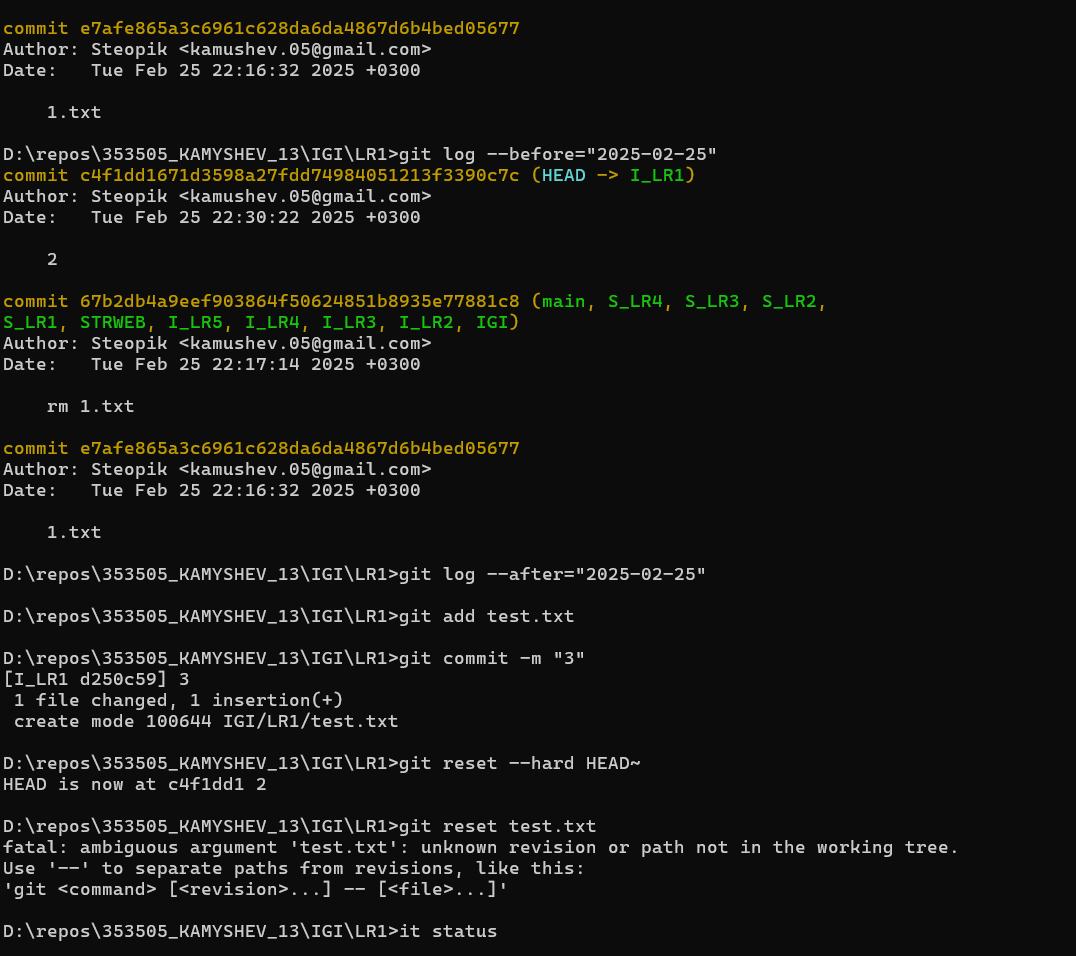 commit e7afe865a3c6961c628da6da4867d6b4bed05677
Author: Steopik <kamushev.05@gmail.com>
Date:   Tue Feb 25 22:16:32 2025 +0300
    1.txt
D:\repos\353505_KAMYSHEV_13\IGI\LR1>git log --before="2025-02-25"
commit c4f1dd1671d3598a27fdd74984051213f3390c7c (HEAD -> I_LR1)
Author: Steopik <kamushev.05@gmail.com>
Date:   Tue Feb 25 22:30:22 2025 +0300
    2
commit 67b2db4a9eef903864f50624851b8935e77881c8 (main, S_LR4, S_LR3, S_LR2,
S_LR1, STRWEB, I_LR5, I_LR4, I_LR3, I_LR2, IGI)
Author: Steopik <kamushev.05@gmail.com>
Date:   Tue Feb 25 22:17:14 2025 +0300
    rm 1.txt
commit e7afe865a3c6961c628da6da4867d6b4bed05677
Author: Steopik <kamushev.05@gmail.com>
Date:   Tue Feb 25 22:16:32 2025 +0300
    1.txt
D:\repos\353505_KAMYSHEV_13\IGI\LR1>git log --after="2025-02-25"
D:\repos\353505_KAMYSHEV_13\IGI\LR1>git add test.txt
D:\repos\353505_KAMYSHEV_13\IGI\LR1>git commit -m "3"
[I_LR1 d250c59] 3
 1 file changed, 1 insertion(+)
 create mode 100644 IGI/LR1/test.txt
D:\repos\353505_KAMYSHEV_13\IGI\LR1>git reset --hard HEAD~
HEAD is now at c4f1dd1 2
D:\repos\353505_KAMYSHEV_13\IGI\LR1>git reset test.txt
fatal: ambiguous argument 'test.txt': unknown revision or path not in the working tree.
Use '--' to separate paths from revisions, like this:
'git <command> [<revision>...] -- [<file>...]'
D:\repos\353505_KAMYSHEV_13\IGI\LR1>it status